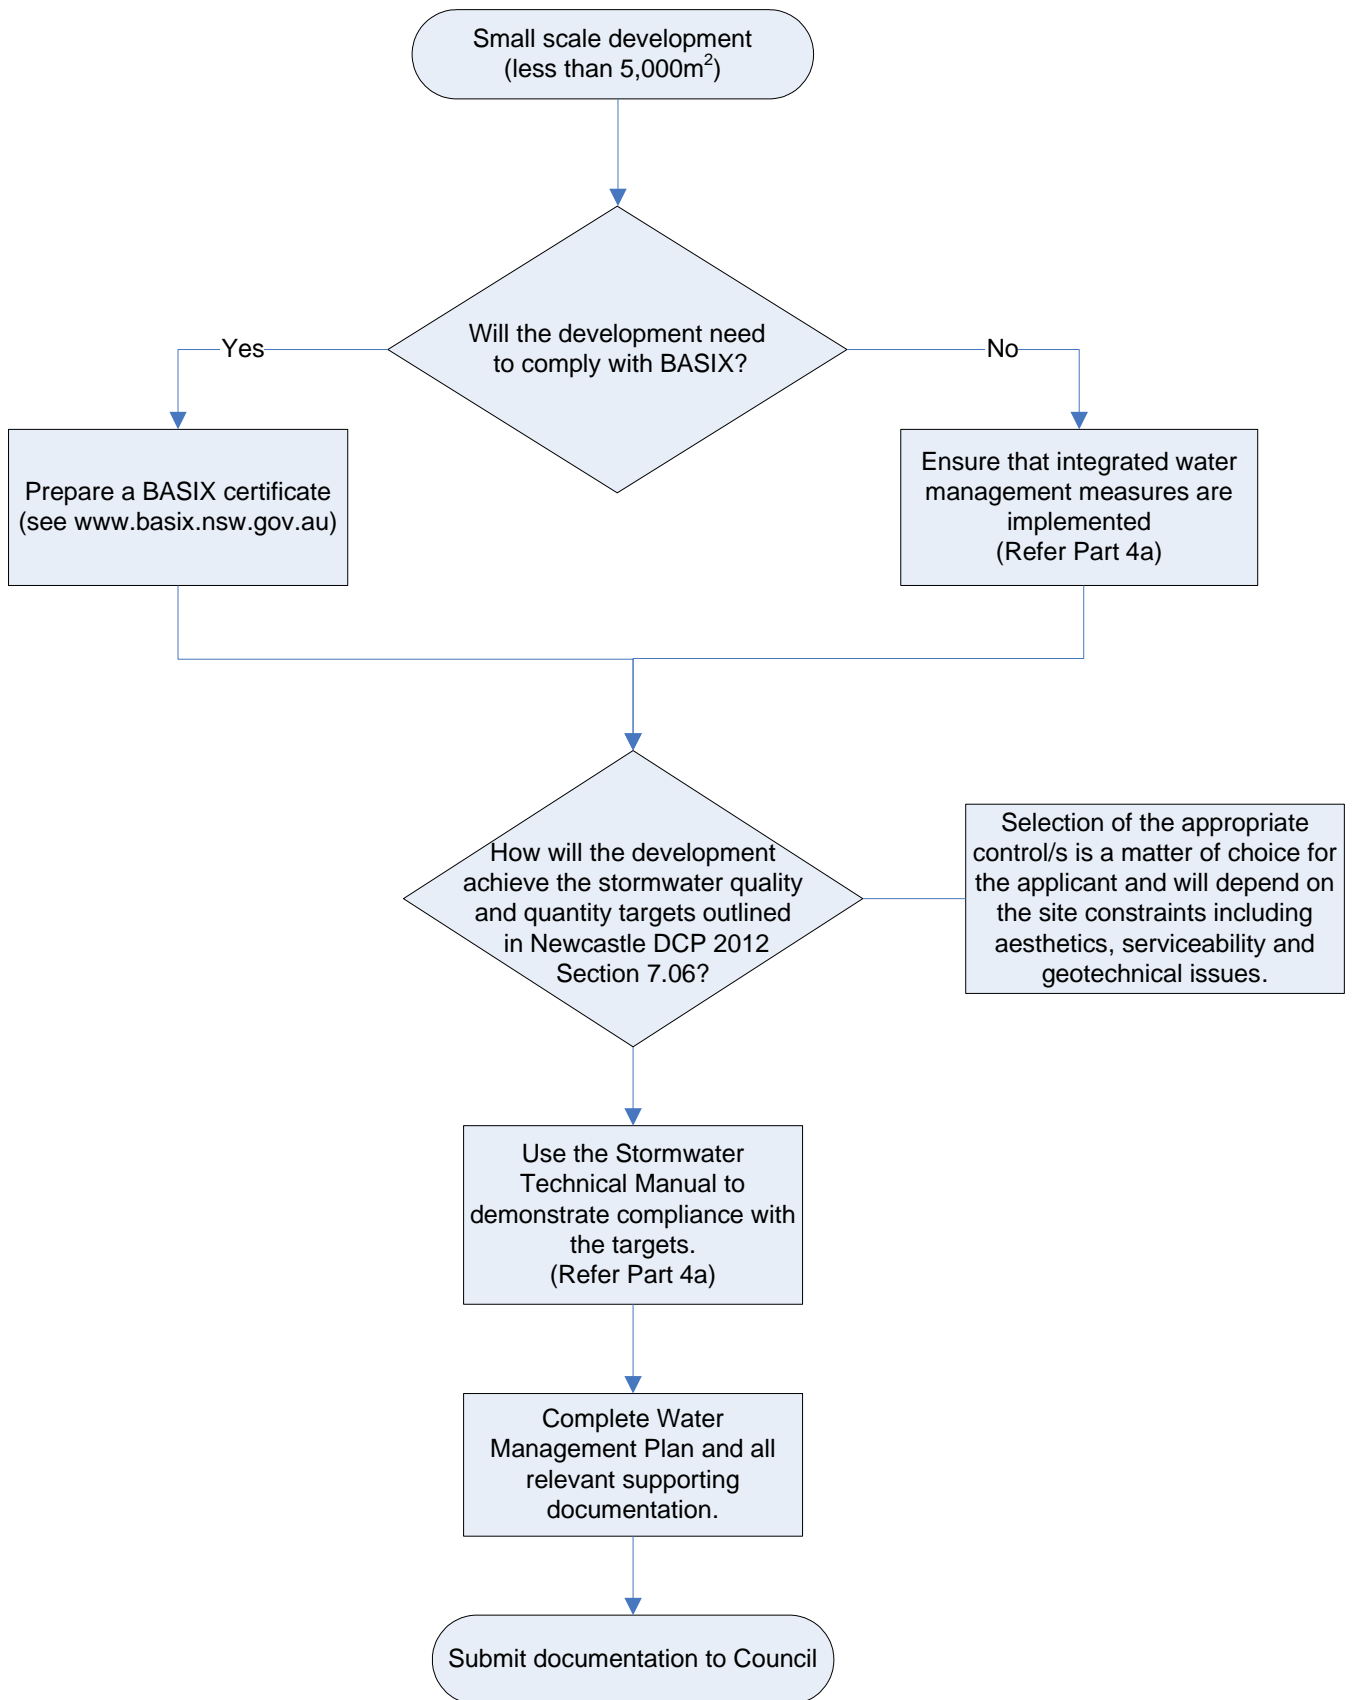 Small scale development
(less than 5,000m²)
Will the development need
to comply with BASIX?
Yes
No
Prepare a BASIX certificate
(see www.basix.nsw.gov.au)
Ensure that integrated water
management measures are
implemented
(Refer Part 4a)
How will the development
achieve the stormwater quality
and quantity targets outlined
in Newcastle DCP 2012
Section 7.06?
Selection of the appropriate
control/s is a matter of choice for
the applicant and will depend on
the site constraints including
aesthetics, serviceability and
geotechnical issues.
Use the Stormwater
Technical Manual to
demonstrate compliance with
the targets.
(Refer Part 4a)
Complete Water
Management Plan and all
relevant supporting
documentation.
Submit documentation to Council